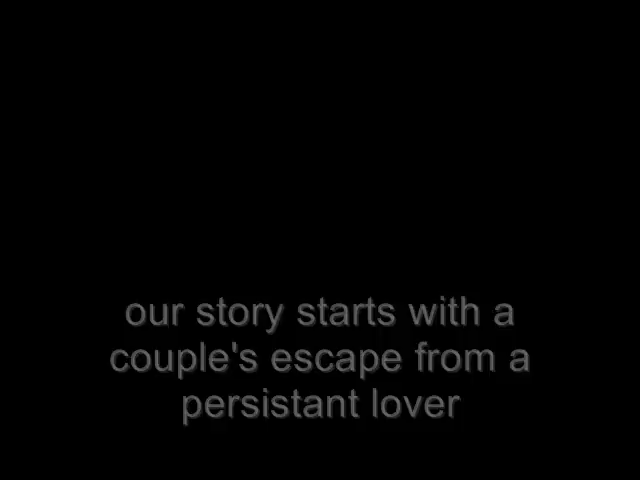 our story starts with a
couple's escape from a
persistant lover